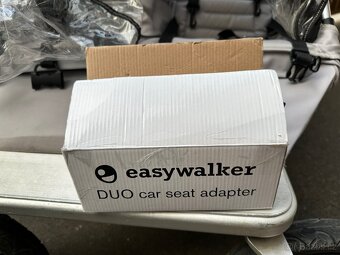 easywalker
DUO car seat adapter